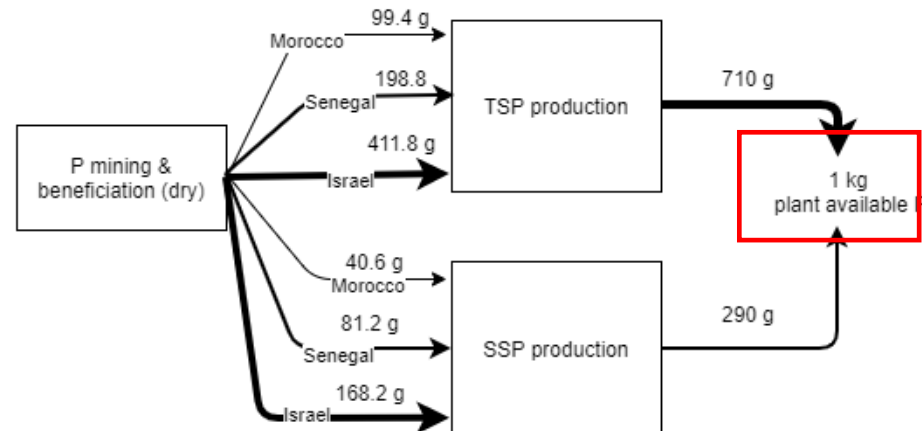 99.4 g
Morocco
198.8
Senegal
411.8 g
Israel
P mining &
beneficiation (dry)
TSP production
710 g
1 kg
plant available
40.6 g
Morocco
81.2 g
Senegal
168.2 g
Israel
SSP production
290 g